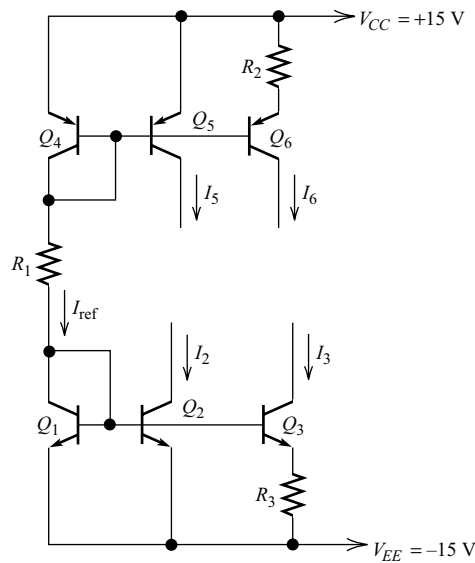 V_CC = +15 V
R_2
Q_4
Q_5
Q_6
I_5
I_6
R_1
I_ref
I_2
I_3
Q_1
Q_2
Q_3
R_3
V_EE = –15 V